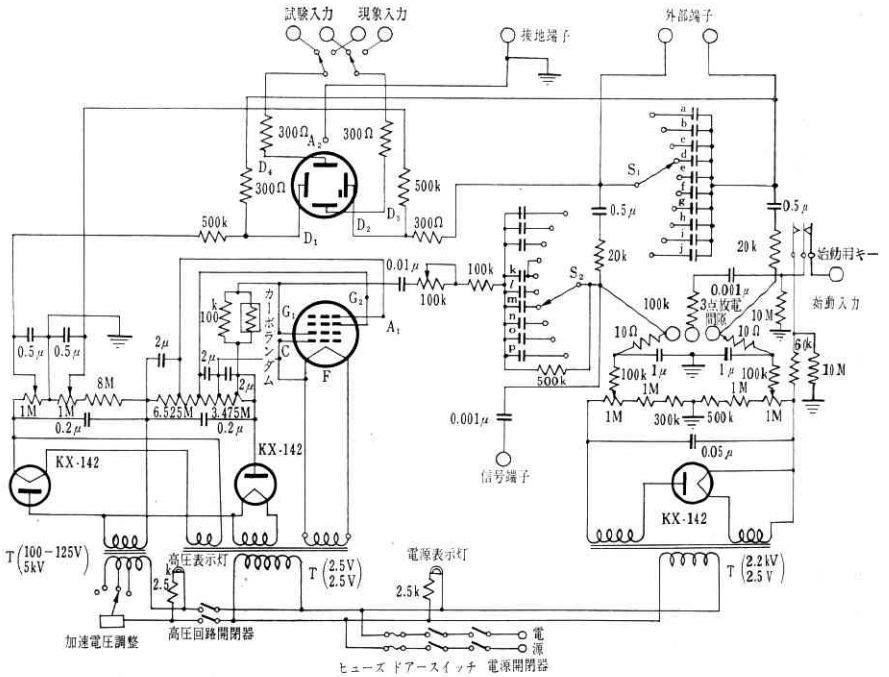 試験入力 現象入力
接地端子
外部端子
300Ω
A₂
300Ω
D₄
300Ω
500k
D₃
500k
D₁
D₂
300Ω
a
b
c
d
e
f
g
h
i
j
S₁
0.5μ
0.5μ
20k
20k
始動用キー
始動入力
0.001μ
3点放電間隙
10M
100k
10Ω
10Ω
1μ
1μ
60k
10M
100k
100k
1M
1M
300k
500k
1M
1M
0.05μ
k
l
m
n
o
p
S₂
500k
0.01μ
100k
100k
0.001μ
信号端子
k
100
カーボランダム
G₁
G₂
A₁
C
F
0.5μ
0.5μ
2μ
2μ
2μ
1M
1M
8M
6.525M
3.475M
0.2μ
0.2μ
KX-142
KX-142
KX-142
T(100-125V 5kV)
高圧表示灯
2.5k
T(2.5V 2.5V)
電源表示灯
2.5k
T(2.2kV 2.5V)
加速電圧調整
高圧回路開閉器
ヒューズ ドアースイッチ 電源開閉器
電源